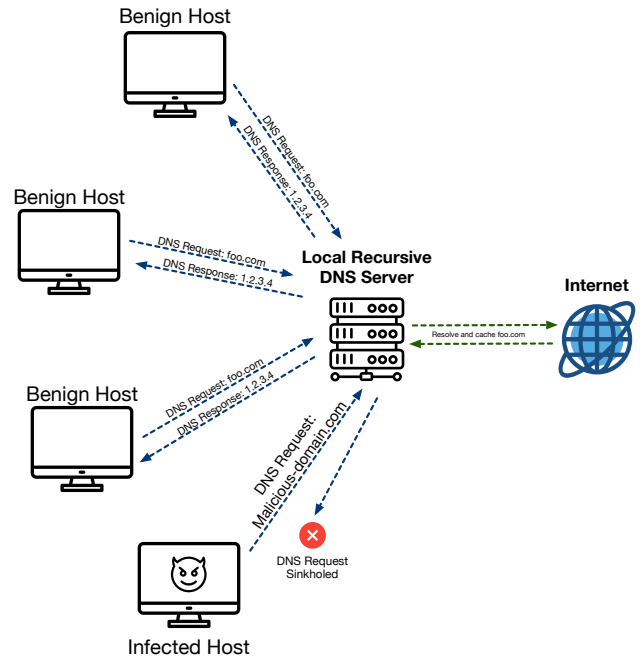 Benign Host
DNS Request: foo.com
DNS Response: 1,2,3,4
Benign Host
DNS Request: foo.com
DNS Response: 1,2,3,4
Local Recursive
DNS Server
Internet
Resolve and cache foo.com
Benign Host
DNS Request: foo.com
DNS Response: 1,2,3,4
DNS Request:
Malicious-domain.com
DNS Request
Sinkholed
Infected Host